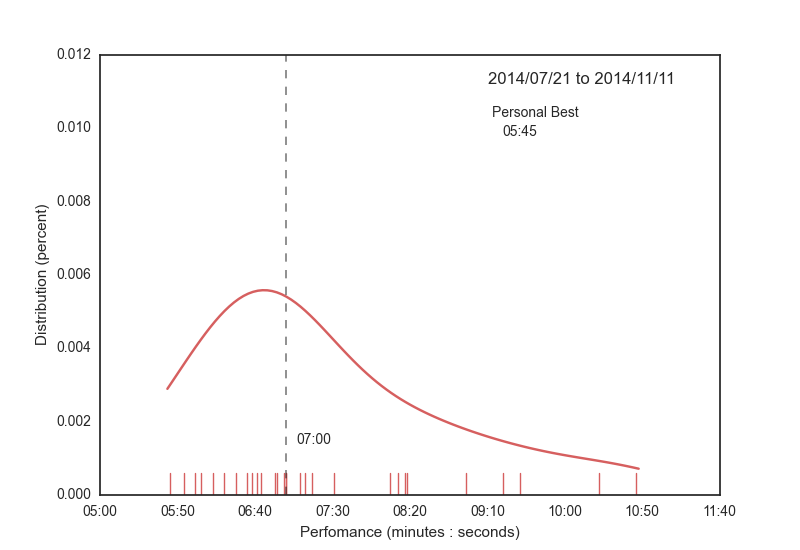 0.012
2014/07/21 to 2014/11/11
Personal Best
05:45
0.010
0.008
0.006
0.004
0.002
0.000
Distribution (percent)
07:00
05:00 05:50 06:40 07:30 08:20 09:10 10:00 10:50 11:40
Perfomance (minutes : seconds)